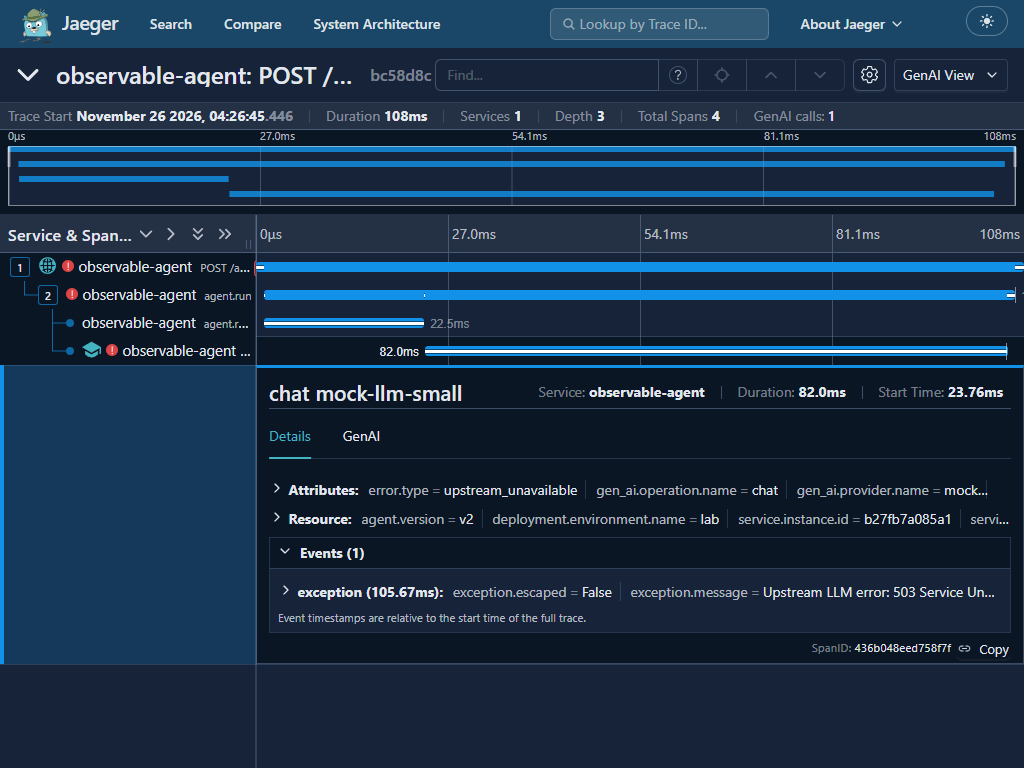 Jaeger Search Compare System Architecture Lookup by Trace ID... About Jaeger
observable-agent: POST /... bc58d8c Find... ? GenAI View
Trace Start November 26 2026, 04:26:45.446 Duration 108ms Services 1 Depth 3 Total Spans 4 GenAI calls: 1
0μs 27.0ms 54.1ms 81.1ms 108ms
Service & Span... 0μs 27.0ms 54.1ms 81.1ms 108ms
1 observable-agent POST /a...
2 observable-agent agent.run
observable-agent agent.r... 22.5ms
observable-agent ... 82.0ms
chat mock-llm-small Service: observable-agent Duration: 82.0ms Start Time: 23.76ms
Details GenAI
Attributes: error.type = upstream_unavailable gen_ai.operation.name = chat gen_ai.provider.name = mock...
Resource: agent.version = v2 deployment.environment.name = lab service.instance.id = b27fb7a085a1 servi...
Events (1)
exception (105.67ms): exception.escaped = False exception.message = Upstream LLM error: 503 Service Un...
Event timestamps are relative to the start time of the full trace.
SpanID: 436b048eed758f7f Copy